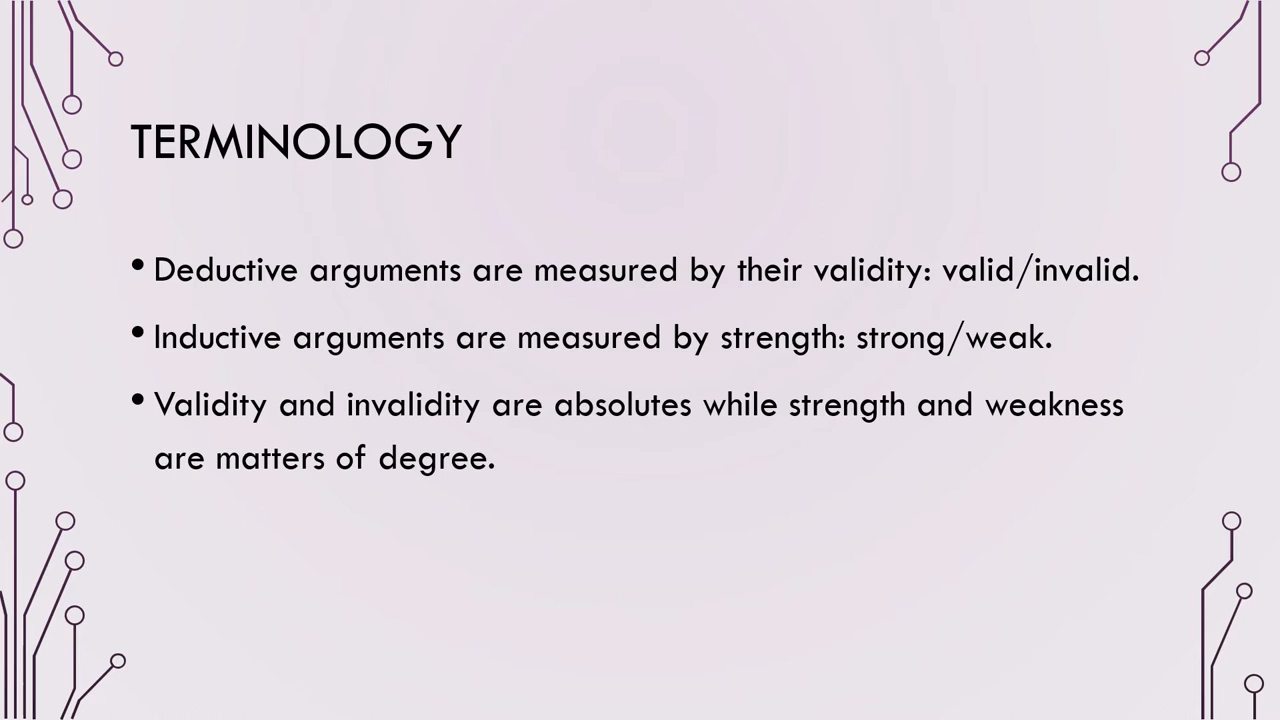 TERMINOLOGY
• Deductive arguments are measured by their validity: valid/invalid.
• Inductive arguments are measured by strength: strong/weak.
• Validity and invalidity are absolutes while strength and weakness
are matters of degree.